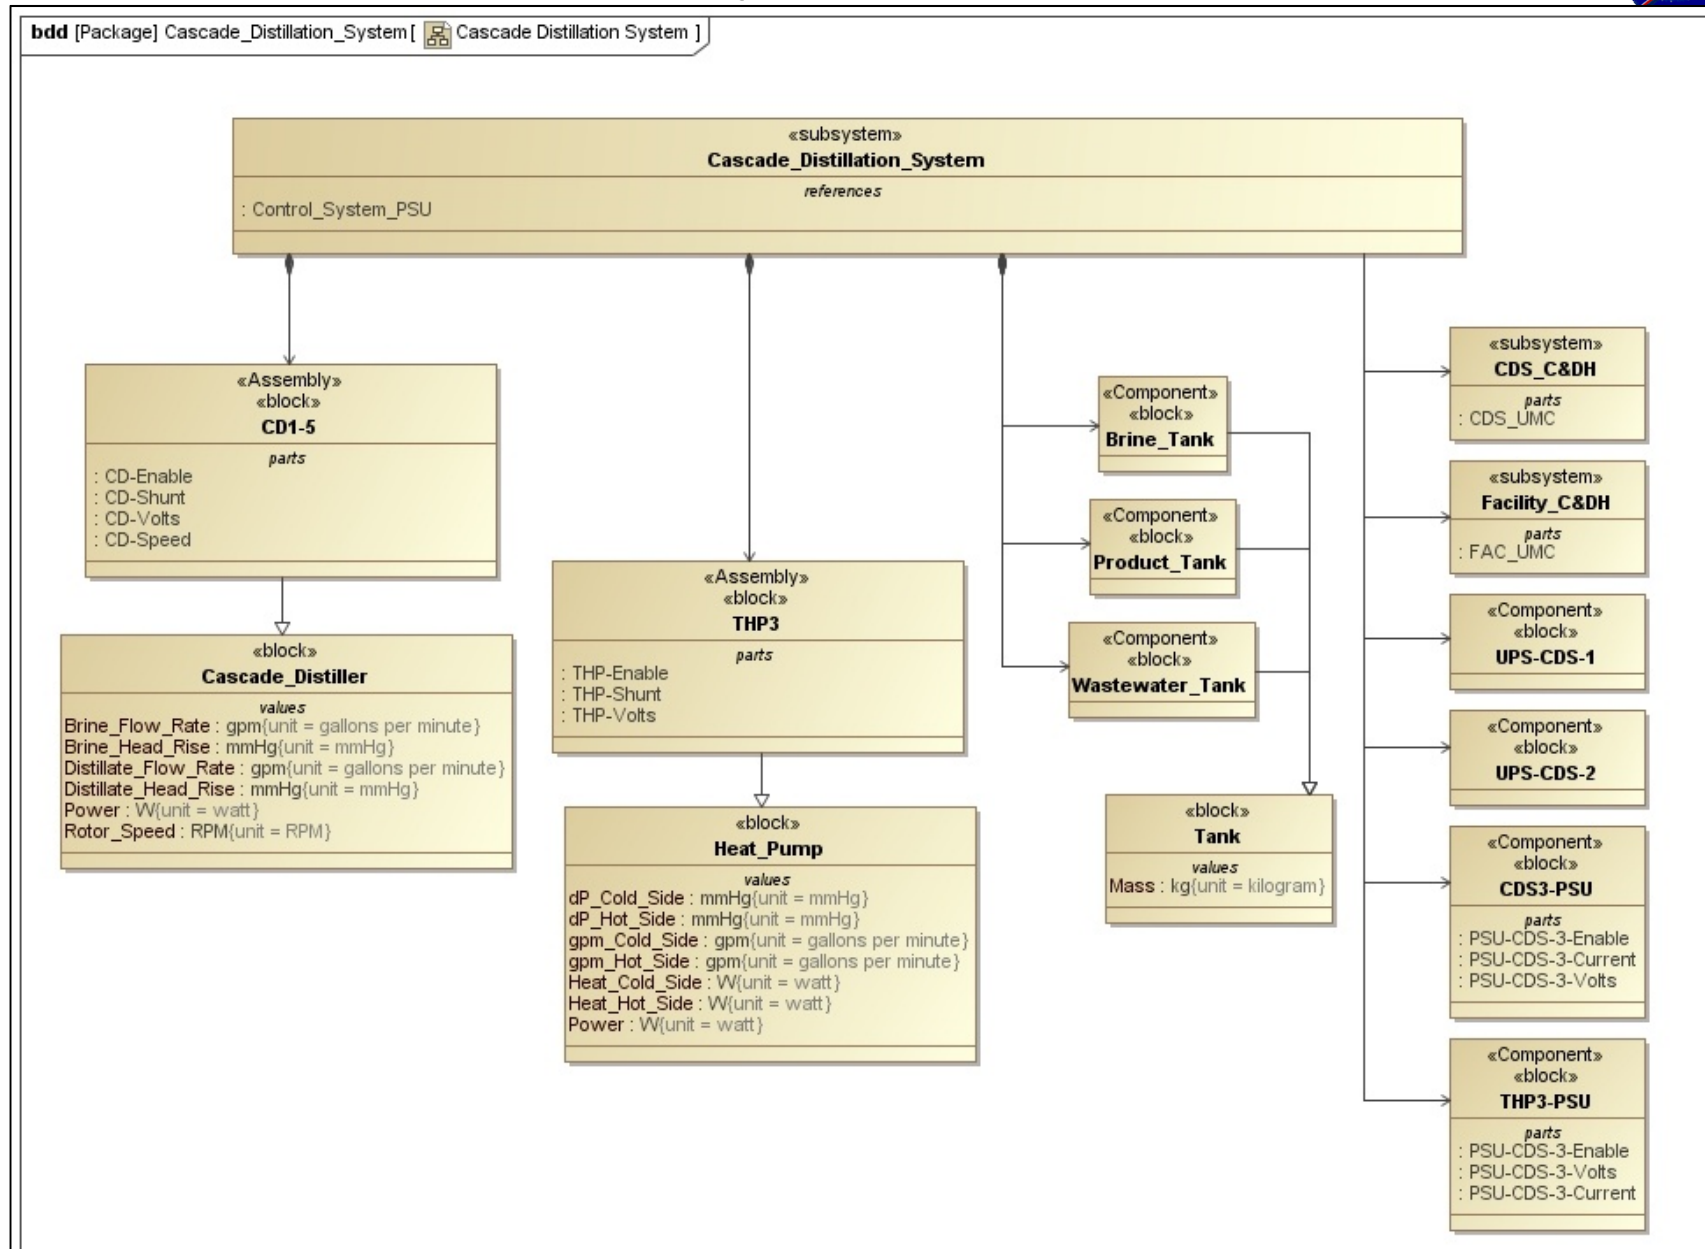 bdd [Package] Cascade_Distillation_System[ Cascade Distillation System ]
«subsystem»
Cascade_Distillation_System
references
: Control_System_PSU
«Assembly»
«block»
CD1-5
parts
: CD-Enable
: CD-Shunt
: CD-Volts
: CD-Speed
«block»
Cascade_Distiller
values
Brine_Flow_Rate : gpm{unit = gallons per minute}
Brine_Head_Rise : mmHg{unit = mmHg}
Distillate_Flow_Rate : gpm{unit = gallons per minute}
Distillate_Head_Rise : mmHg{unit = mmHg}
Power : W{unit = watt}
Rotor_Speed : RPM{unit = RPM}
«Assembly»
«block»
THP3
parts
: THP-Enable
: THP-Shunt
: THP-Volts
«block»
Heat_Pump
values
dP_Cold_Side : mmHg{unit = mmHg}
dP_Hot_Side : mmHg{unit = mmHg}
gpm_Cold_Side : gpm{unit = gallons per minute}
gpm_Hot_Side : gpm{unit = gallons per minute}
Heat_Cold_Side : W{unit = watt}
Heat_Hot_Side : W{unit = watt}
Power : W{unit = watt}
«Component»
«block»
Brine_Tank
«Component»
«block»
Product_Tank
«Component»
«block»
Wastewater_Tank
«block»
Tank
values
Mass : kg{unit = kilogram}
«subsystem»
CDS_C&DH
parts
: CDS_UMC
«subsystem»
Facility_C&DH
parts
: FAC_UMC
«Component»
«block»
UPS-CDS-1
«Component»
«block»
UPS-CDS-2
«Component»
«block»
CDS3-PSU
parts
: PSU-CDS-3-Enable
: PSU-CDS-3-Current
: PSU-CDS-3-Volts
«Component»
«block»
THP3-PSU
parts
: PSU-CDS-3-Enable
: PSU-CDS-3-Volts
: PSU-CDS-3-Current